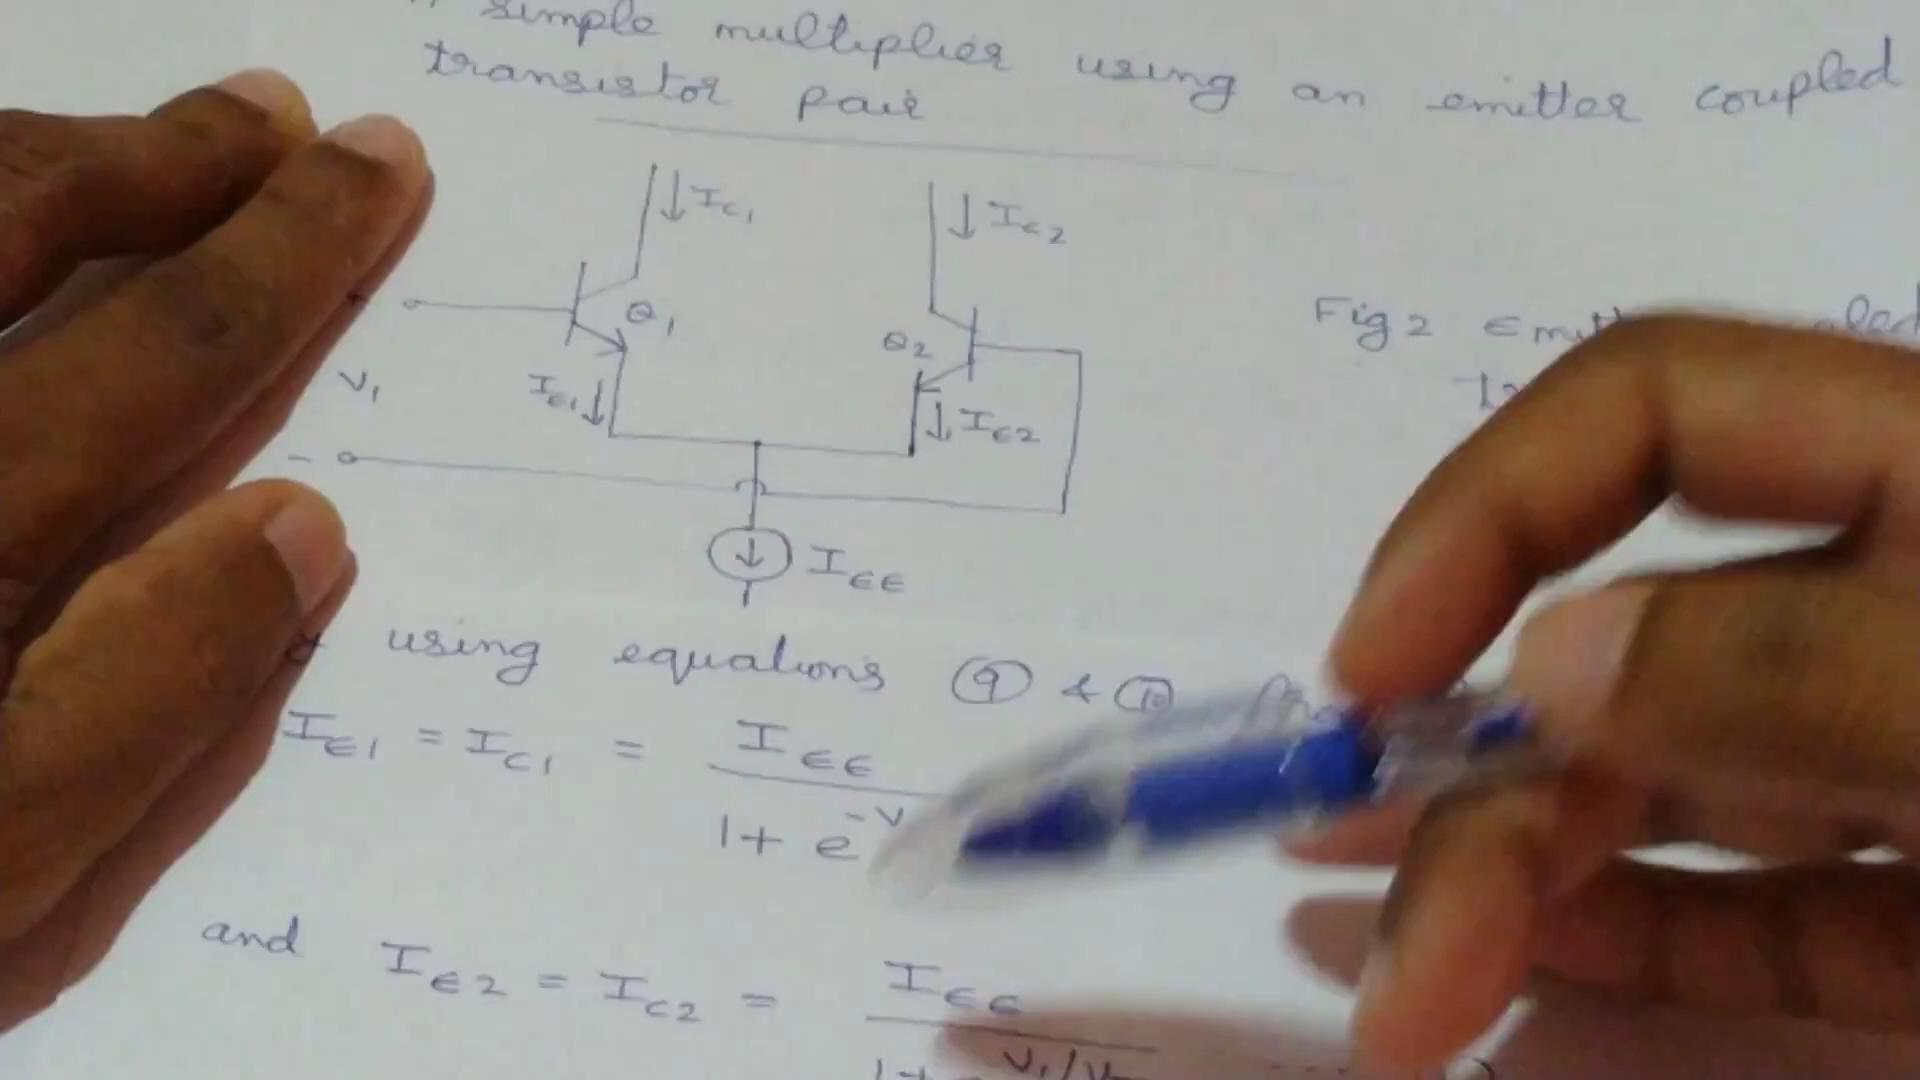 simple multiplier using an emitter coupled
transistor pair
↓ IC1
↓ IC2
+
Q1
Q2
Fig 2
V1
IE1 ↓
↓ IE2
-
↓ IEE
using equations (9) & (10)
IE1 = IC1 = IEE
1 + e^-V
and IE2 = IC2 = IEE
V1/V